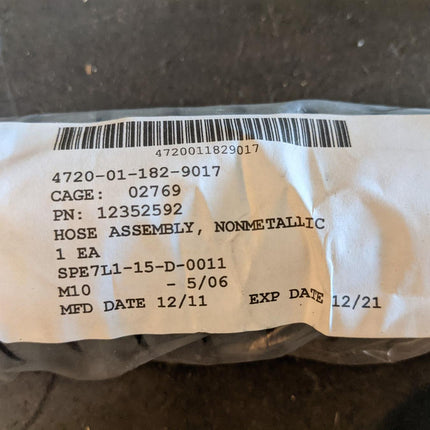 4720011829017
4720-01-182-9017
CAGE: 02769
PN: 12352592
HOSE ASSEMBLY, NONMETALLIC
1 EA
SPE7L1-15-D-0011
M10 - 5/06
MFD DATE 12/11 EXP DATE 12/21